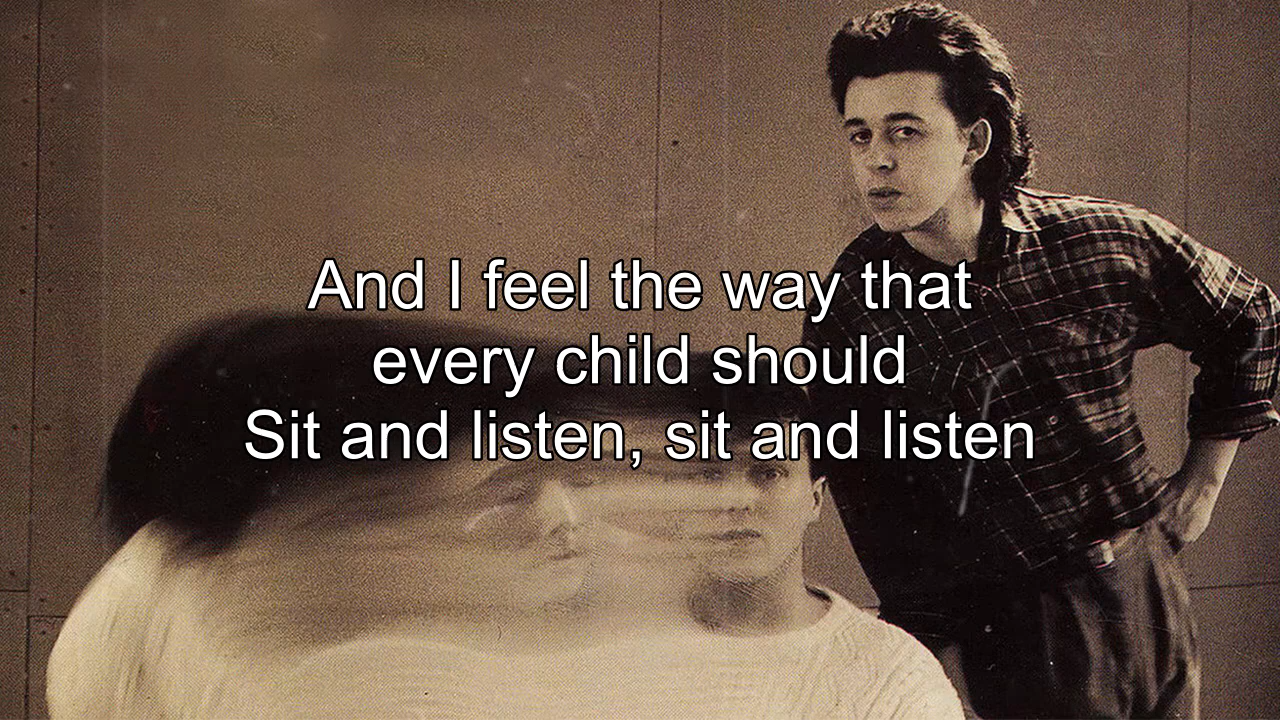 And I feel the way that
every child should
Sit and listen, sit and listen